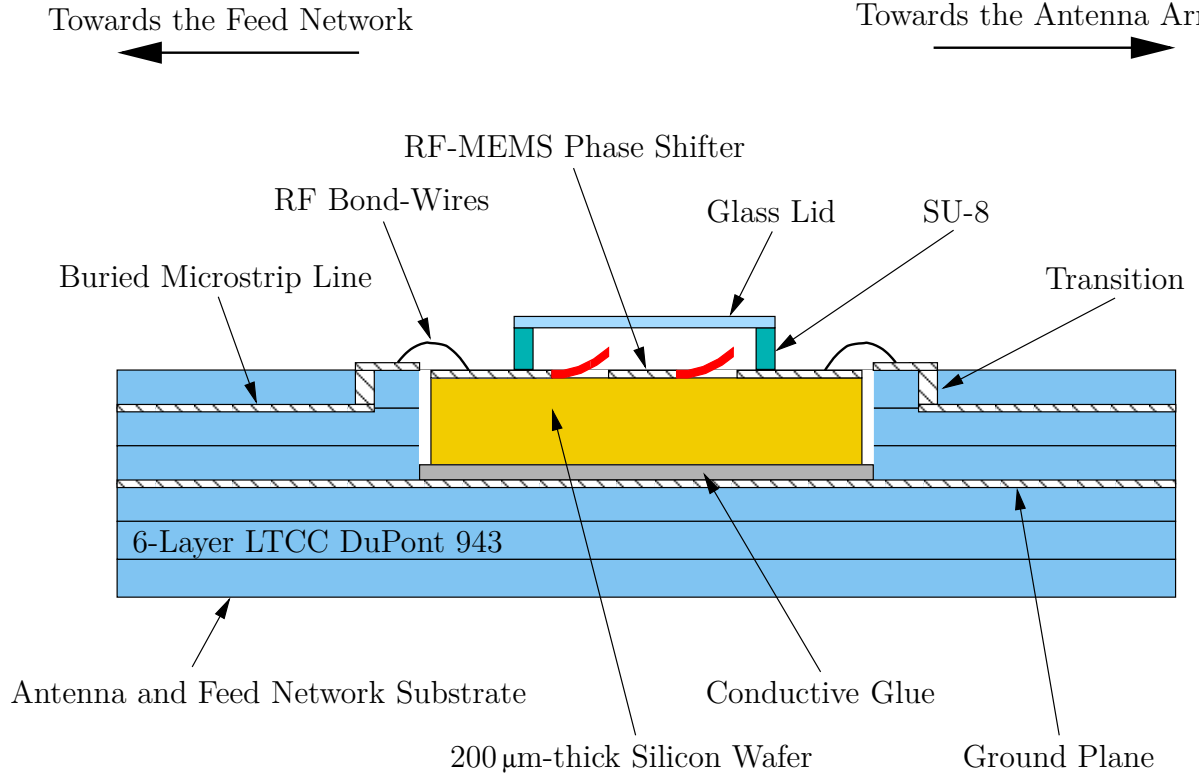 Towards the Feed Network
Towards the Antenna
RF-MEMS Phase Shifter
RF Bond-Wires
Glass Lid
SU-8
Buried Microstrip Line
Transition
6-Layer LTCC DuPont 943
Antenna and Feed Network Substrate
Conductive Glue
200 µm-thick Silicon Wafer
Ground Plane